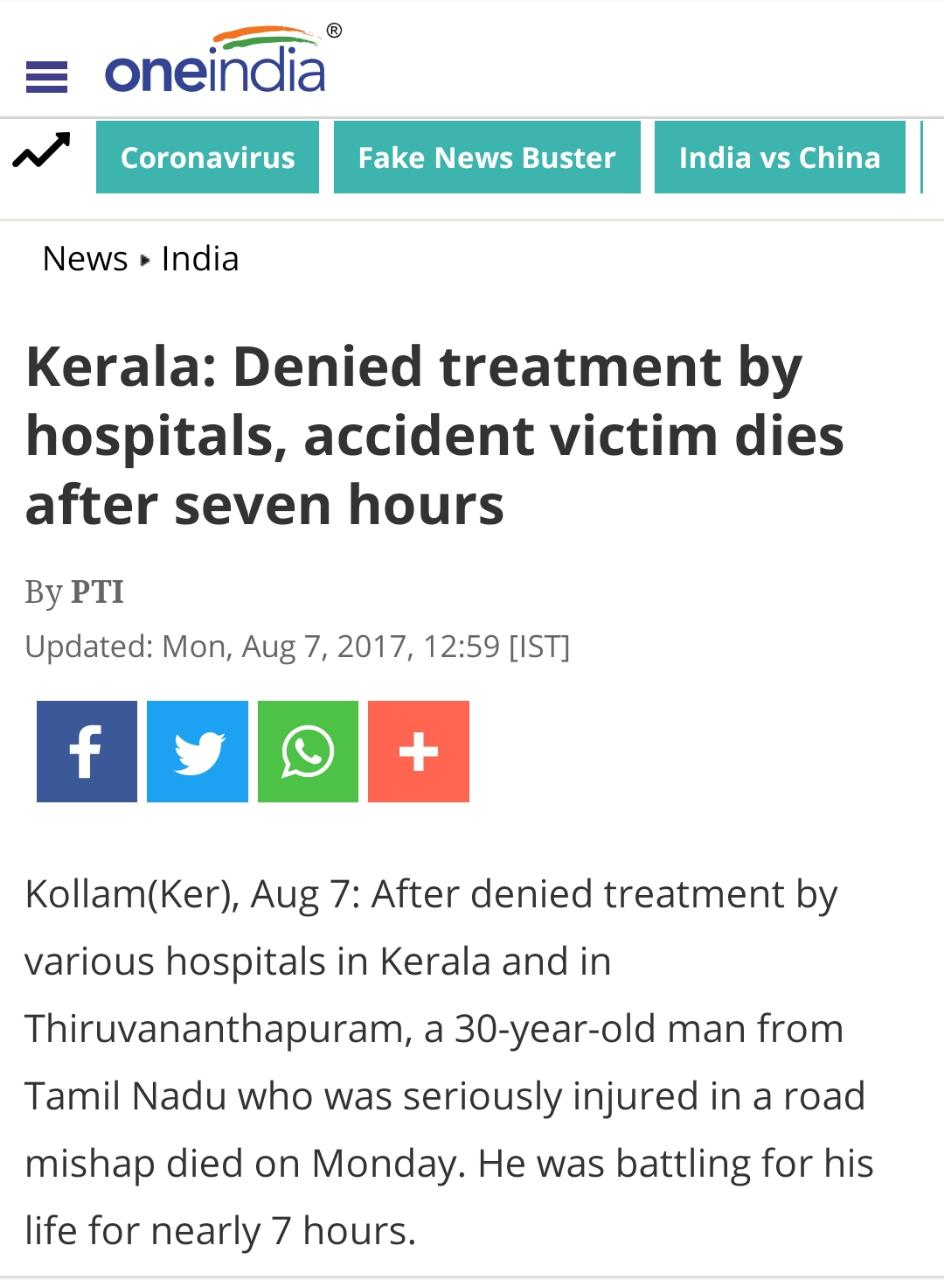 oneindia®
Coronavirus
Fake News Buster
India vs China
News ▸ India
Kerala: Denied treatment by
hospitals, accident victim dies
after seven hours
By PTI
Updated: Mon, Aug 7, 2017, 12:59 [IST]
Kollam(Ker), Aug 7: After denied treatment by
various hospitals in Kerala and in
Thiruvananthapuram, a 30-year-old man from
Tamil Nadu who was seriously injured in a road
mishap died on Monday. He was battling for his
life for nearly 7 hours.